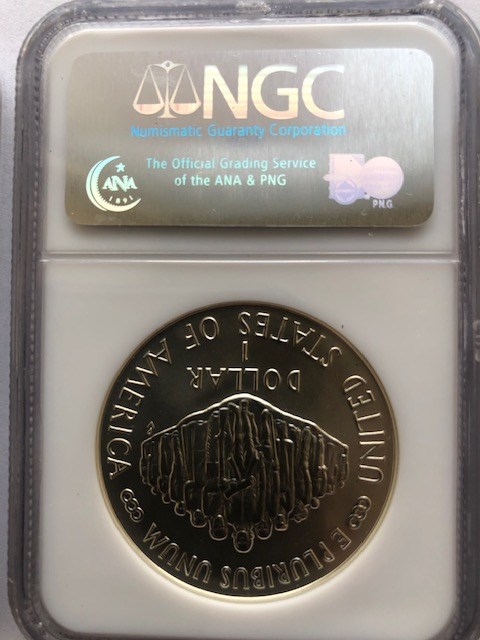 NGC
Numismatic Guaranty Corporation
The Official Grading Service
of the ANA & PNG
ANA
1891
PNG
UNITED STATES OF AMERICA
DOLLAR
1
E PLURIBUS UNUM